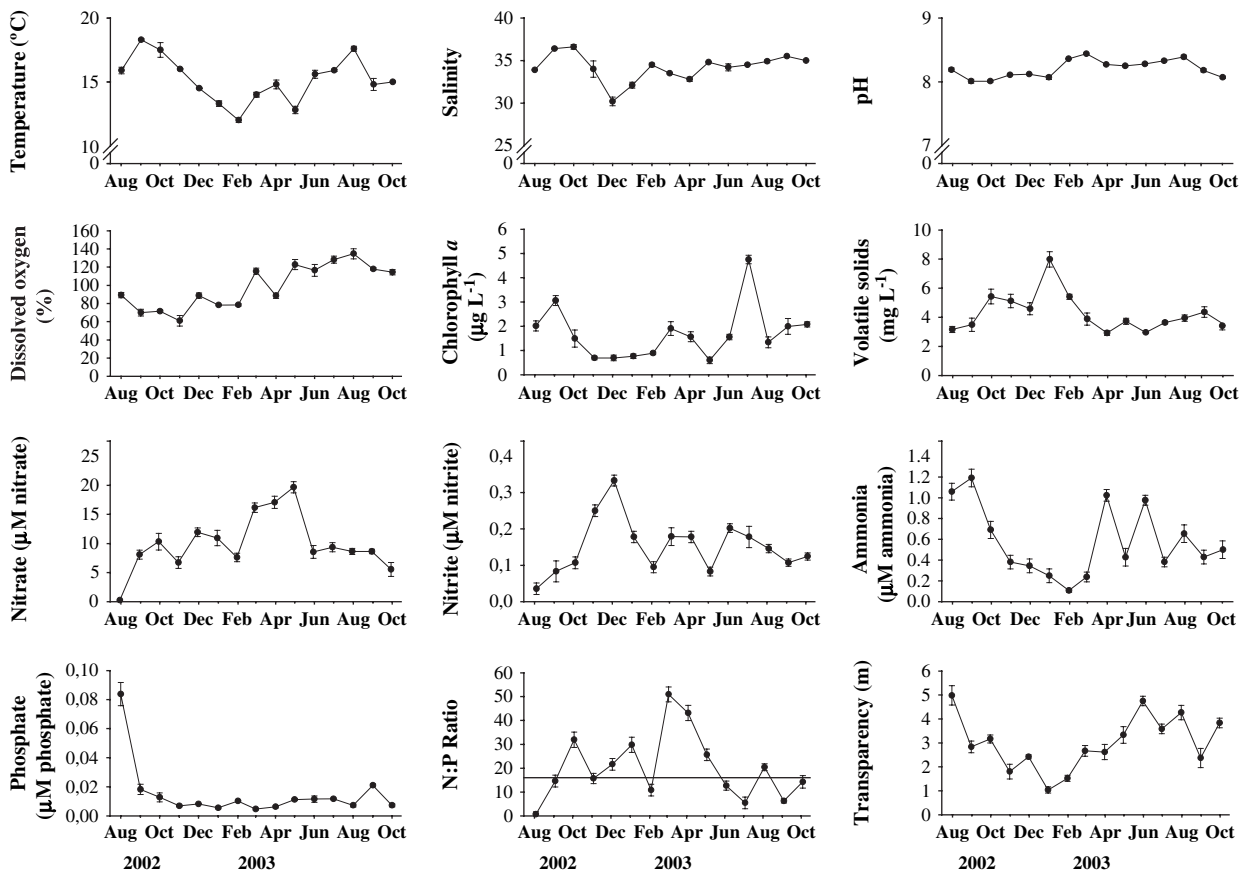 Temperature (°C)
20
15
10
0
Aug Oct Dec Feb Apr Jun Aug Oct
Salinity
40
35
30
25
0
Aug Oct Dec Feb Apr Jun Aug Oct
pH
9
8
7
0
Aug Oct Dec Feb Apr Jun Aug Oct
Dissolved oxygen
(%)
160
140
120
100
80
60
40
20
0
Aug Oct Dec Feb Apr Jun Aug Oct
Chlorophyll a
(µg L-1)
6
5
4
3
2
1
0
Aug Oct Dec Feb Apr Jun Aug Oct
Volatile solids
(mg L-1)
10
8
6
4
2
0
Aug Oct Dec Feb Apr Jun Aug Oct
Nitrate (µM nitrate)
25
20
15
10
5
0
Aug Oct Dec Feb Apr Jun Aug Oct
Nitrite (µM nitrite)
0,4
0,3
0,2
0,1
0,0
Aug Oct Dec Feb Apr Jun Aug Oct
Ammonia
(µM ammonia)
1.4
1.2
1.0
0.8
0.6
0.4
0.2
0.0
Aug Oct Dec Feb Apr Jun Aug Oct
Phosphate
(µM phosphate)
0,10
0,08
0,06
0,04
0,02
0,00
Aug Oct Dec Feb Apr Jun Aug Oct
2002 2003
N:P Ratio
60
50
40
30
20
10
0
Aug Oct Dec Feb Apr Jun Aug Oct
2002 2003
Transparency (m)
6
5
4
3
2
1
0
Aug Oct Dec Feb Apr Jun Aug Oct
2002 2003